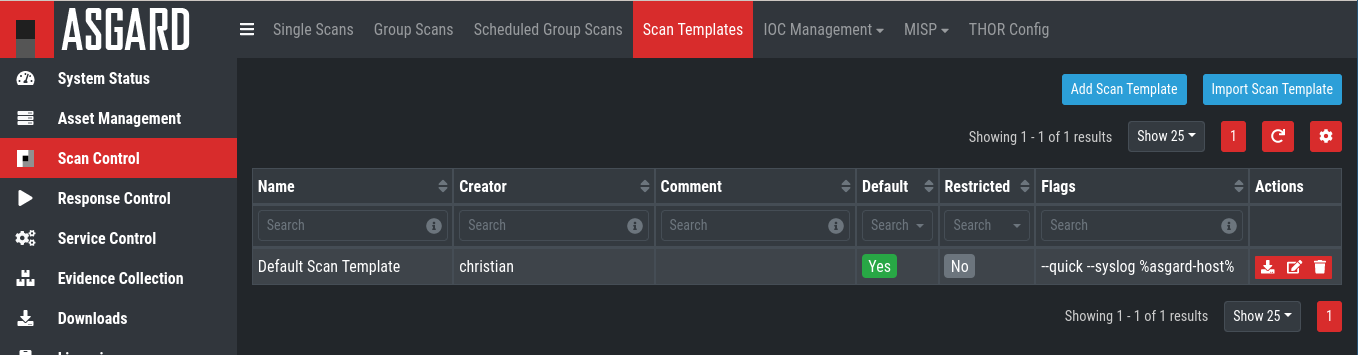 ASGARD
Single Scans Group Scans Scheduled Group Scans Scan Templates IOC Management MISP THOR Config
System Status
Asset Management
Scan Control
Response Control
Service Control
Evidence Collection
Downloads
Add Scan Template Import Scan Template
Showing 1 - 1 of 1 results Show 25 1
Name Creator Comment Default Restricted Flags Actions
Search Search Search Search Search Search
Default Scan Template christian Yes No --quick --syslog %asgard-host%
Showing 1 - 1 of 1 results Show 25 1